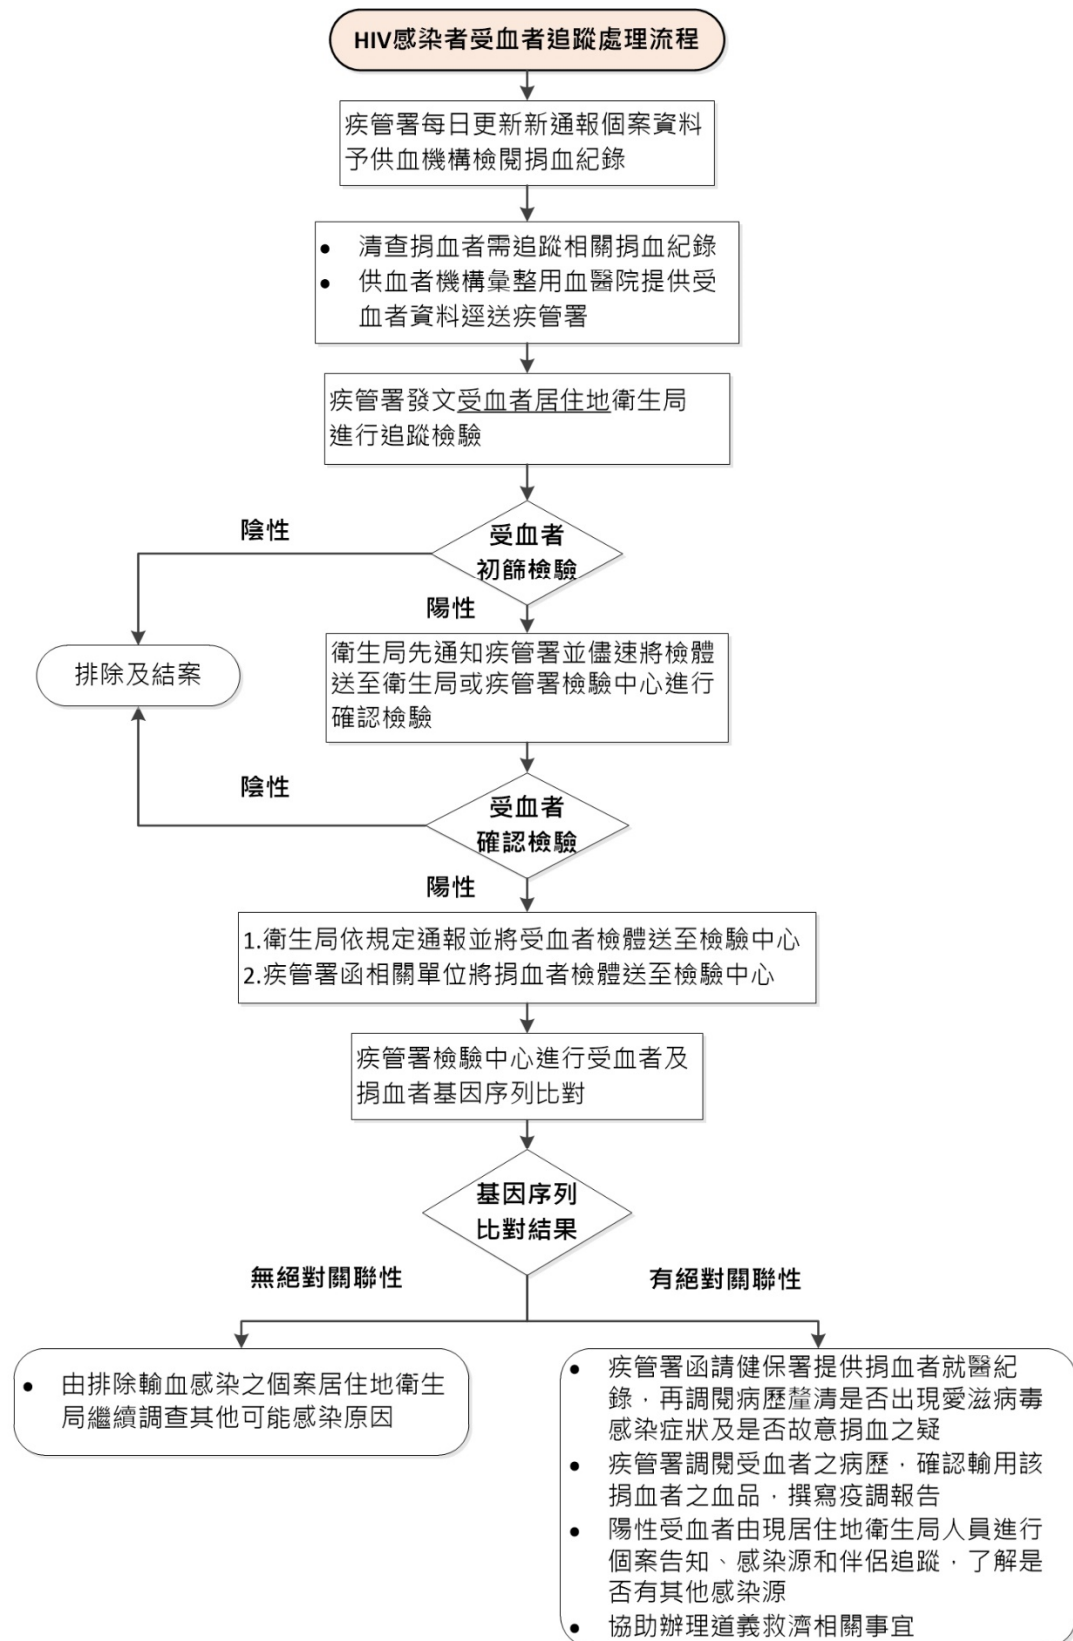 HIV感染者受血者追蹤處理流程
疾管署每日更新新通報個案資料
予供血機構檢閱捐血紀錄
● 清查捐血者需追蹤相關捐血紀錄
● 供血者機構彙整用血醫院提供受
血者資料逕送疾管署
疾管署發文受血者居住地衛生局
進行追蹤檢驗
陰性
受血者
初篩檢驗
陽性
排除及結案
衛生局先通知疾管署並儘速將檢體
送至衛生局或疾管署檢驗中心進行
確認檢驗
陰性
受血者
確認檢驗
陽性
1.衛生局依規定通報並將受血者檢體送至檢驗中心
2.疾管署函相關單位將捐血者檢體送至檢驗中心
疾管署檢驗中心進行受血者及
捐血者基因序列比對
基因序列
比對結果
無絕對關聯性
有絕對關聯性
● 由排除輸血感染之個案居住地衛生
局繼續調查其他可能感染原因
● 疾管署函請健保署提供捐血者就醫紀
錄，再調閱病歷釐清是否出現愛滋病毒
感染症狀及是否故意捐血之疑
● 疾管署調閱受血者之病歷，確認輸用該
捐血者之血品，撰寫疫調報告
● 陽性受血者由現居住地衛生局人員進行
個案告知、感染源和伴侶追蹤，了解是
否有其他感染源
● 協助辦理道義救濟相關事宜